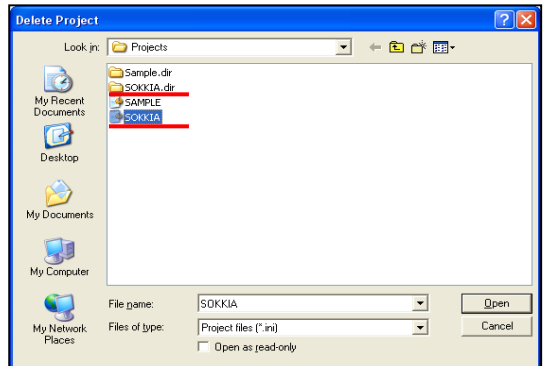 Delete Project
Look in:
Projects
My Recent
Documents
Desktop
My Documents
My Computer
My Network
Places
Sample.dir
SOKKIA.dir
SAMPLE
SOKKIA
File name:
SOKKIA
Open
Files of type:
Project files (*.ini)
Cancel
Open as read-only